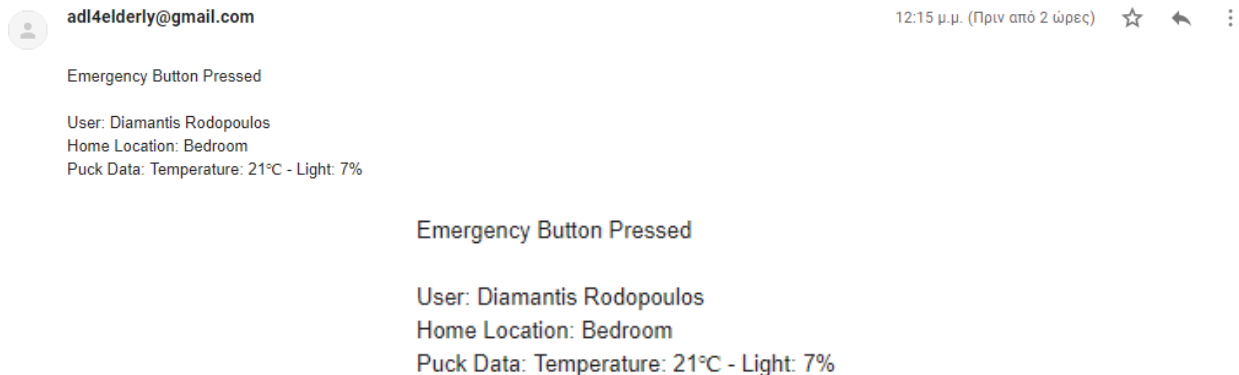 adl4elderly@gmail.com 12:15 μ.μ. (Πριν από 2 ώρες)
Emergency Button Pressed
User: Diamantis Rodopoulos
Home Location: Bedroom
Puck Data: Temperature: 21°C - Light: 7%
Emergency Button Pressed
User: Diamantis Rodopoulos
Home Location: Bedroom
Puck Data: Temperature: 21°C - Light: 7%